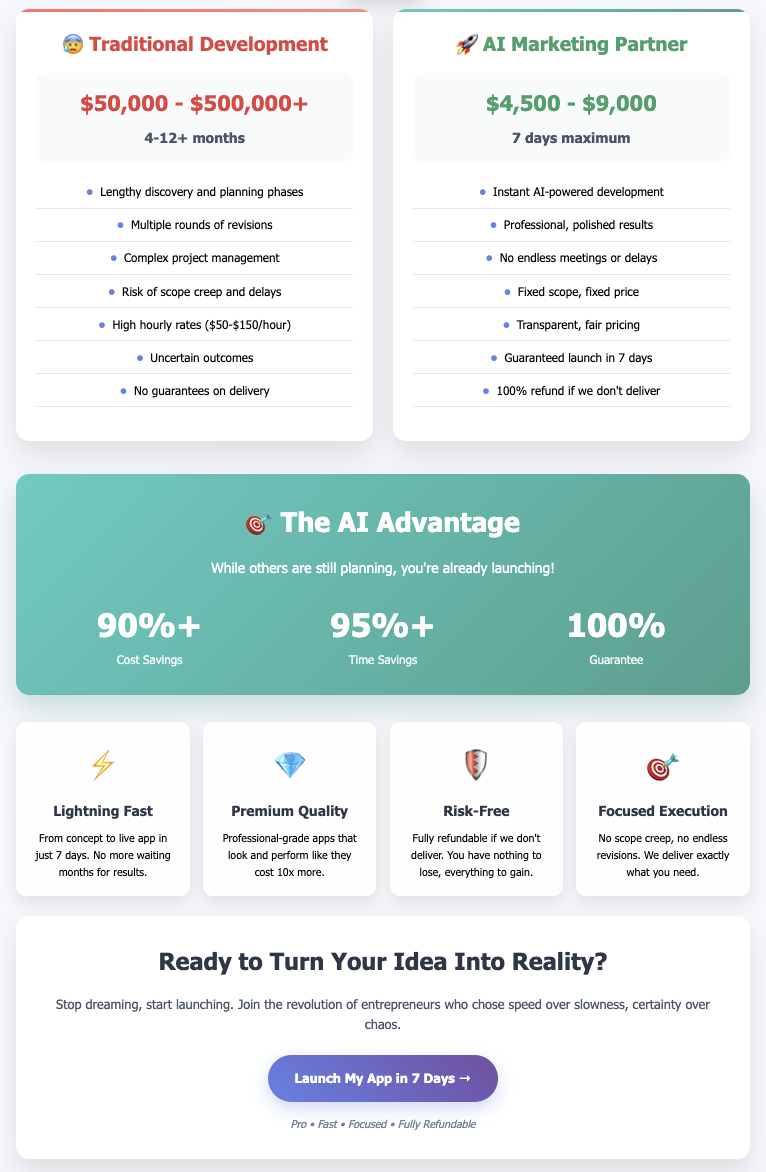 😰 Traditional Development
$50,000 - $500,000+
4-12+ months
• Lengthy discovery and planning phases
• Multiple rounds of revisions
• Complex project management
• Risk of scope creep and delays
• High hourly rates ($50-$150/hour)
• Uncertain outcomes
• No guarantees on delivery
🚀 AI Marketing Partner
$4,500 - $9,000
7 days maximum
• Instant AI-powered development
• Professional, polished results
• No endless meetings or delays
• Fixed scope, fixed price
• Transparent, fair pricing
• Guaranteed launch in 7 days
• 100% refund if we don't deliver
🎯 The AI Advantage
While others are still planning, you're already launching!
90%+
Cost Savings
95%+
Time Savings
100%
Guarantee
Lightning Fast
From concept to live app in
just 7 days. No more waiting
months for results.
Premium Quality
Professional-grade apps that
look and perform like they
cost 10x more.
Risk-Free
Fully refundable if we don't
deliver. You have nothing to
lose, everything to gain.
Focused Execution
No scope creep, no endless
revisions. We deliver exactly
what you need.
Ready to Turn Your Idea Into Reality?
Stop dreaming, start launching. Join the revolution of entrepreneurs who chose speed over slowness, certainty over
chaos.
Launch My App in 7 Days →
Pro • Fast • Focused • Fully Refundable